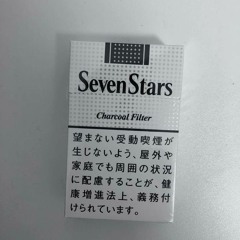 Seven Stars
Charcoal Filter
望まない受動喫煙が
生じないよう、屋外や
家庭でも周囲の状況
に配慮することが、健
康増進法上、義務付
けられています。